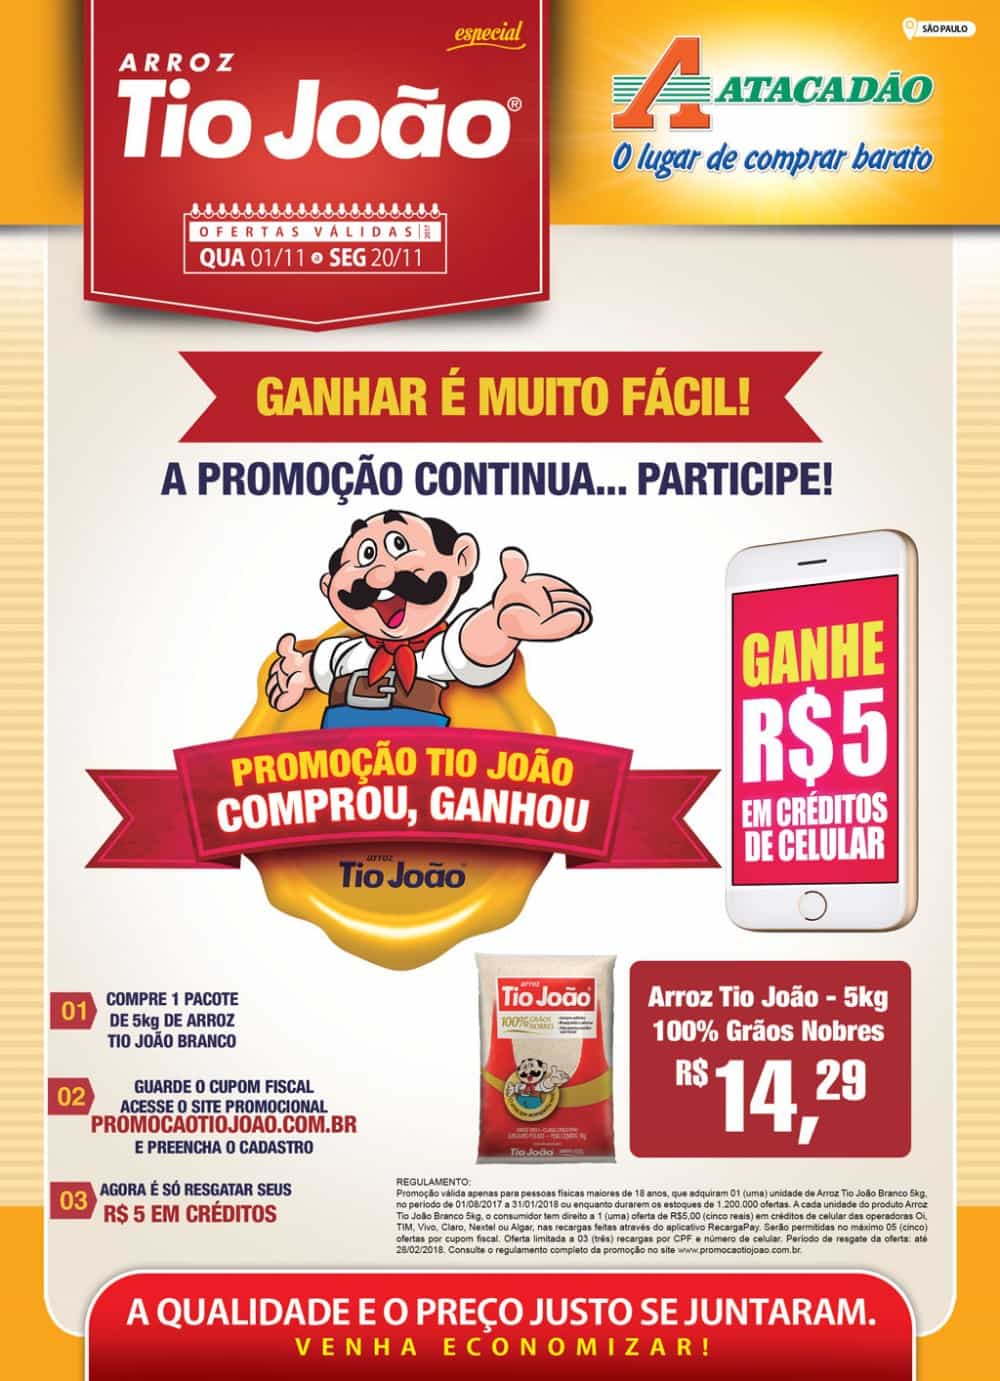 especial
ARROZ
Tio João®
OFERTAS VÁLIDAS 2017
QUA 01/11 a SEG 20/11
SÃO PAULO
A ATACADÃO
O lugar de comprar barato
GANHAR É MUITO FÁCIL!
A PROMOÇÃO CONTINUA... PARTICIPE!
PROMOÇÃO TIO JOÃO
COMPROU, GANHOU
arroz
Tio João®
GANHE
R$5
EM CRÉDITOS
DE CELULAR
01 COMPRE 1 PACOTE
DE 5kg DE ARROZ
TIO JOÃO BRANCO
02 GUARDE O CUPOM FISCAL
ACESSE O SITE PROMOCIONAL
PROMOCAOTIOJOAO.COM.BR
E PREENCHA O CADASTRO
03 AGORA É SÓ RESGATAR SEUS
R$ 5 EM CRÉDITOS
arroz
Tio João®
100% GRÃOS NOBRES
Tio João
Arroz Tio João - 5kg
100% Grãos Nobres
R$ 14,29
REGULAMENTO:
Promoção válida apenas para pessoas físicas maiores de 18 anos, que adquiram 01 (uma) unidade de Arroz Tio João Branco 5kg,
no período de 01/08/2017 a 31/01/2018 ou enquanto durarem os estoques de 1.200.000 ofertas. A cada unidade do produto Arroz
Tio João Branco 5kg, o consumidor tem direito a 1 (uma) oferta de R$5,00 (cinco reais) em créditos de celular das operadoras Oi,
TIM, Vivo, Claro, Nextel ou Algar, nas recargas feitas através do aplicativo RecargaPay. Serão permitidas no máximo 05 (cinco)
ofertas por cupom fiscal. Oferta limitada a 03 (três) recargas por CPF e número de celular. Período de resgate da oferta: até
28/02/2018. Consulte o regulamento completo da promoção no site www.promocaotiojoao.com.br.
A QUALIDADE E O PREÇO JUSTO SE JUNTARAM.
VENHA ECONOMIZAR!